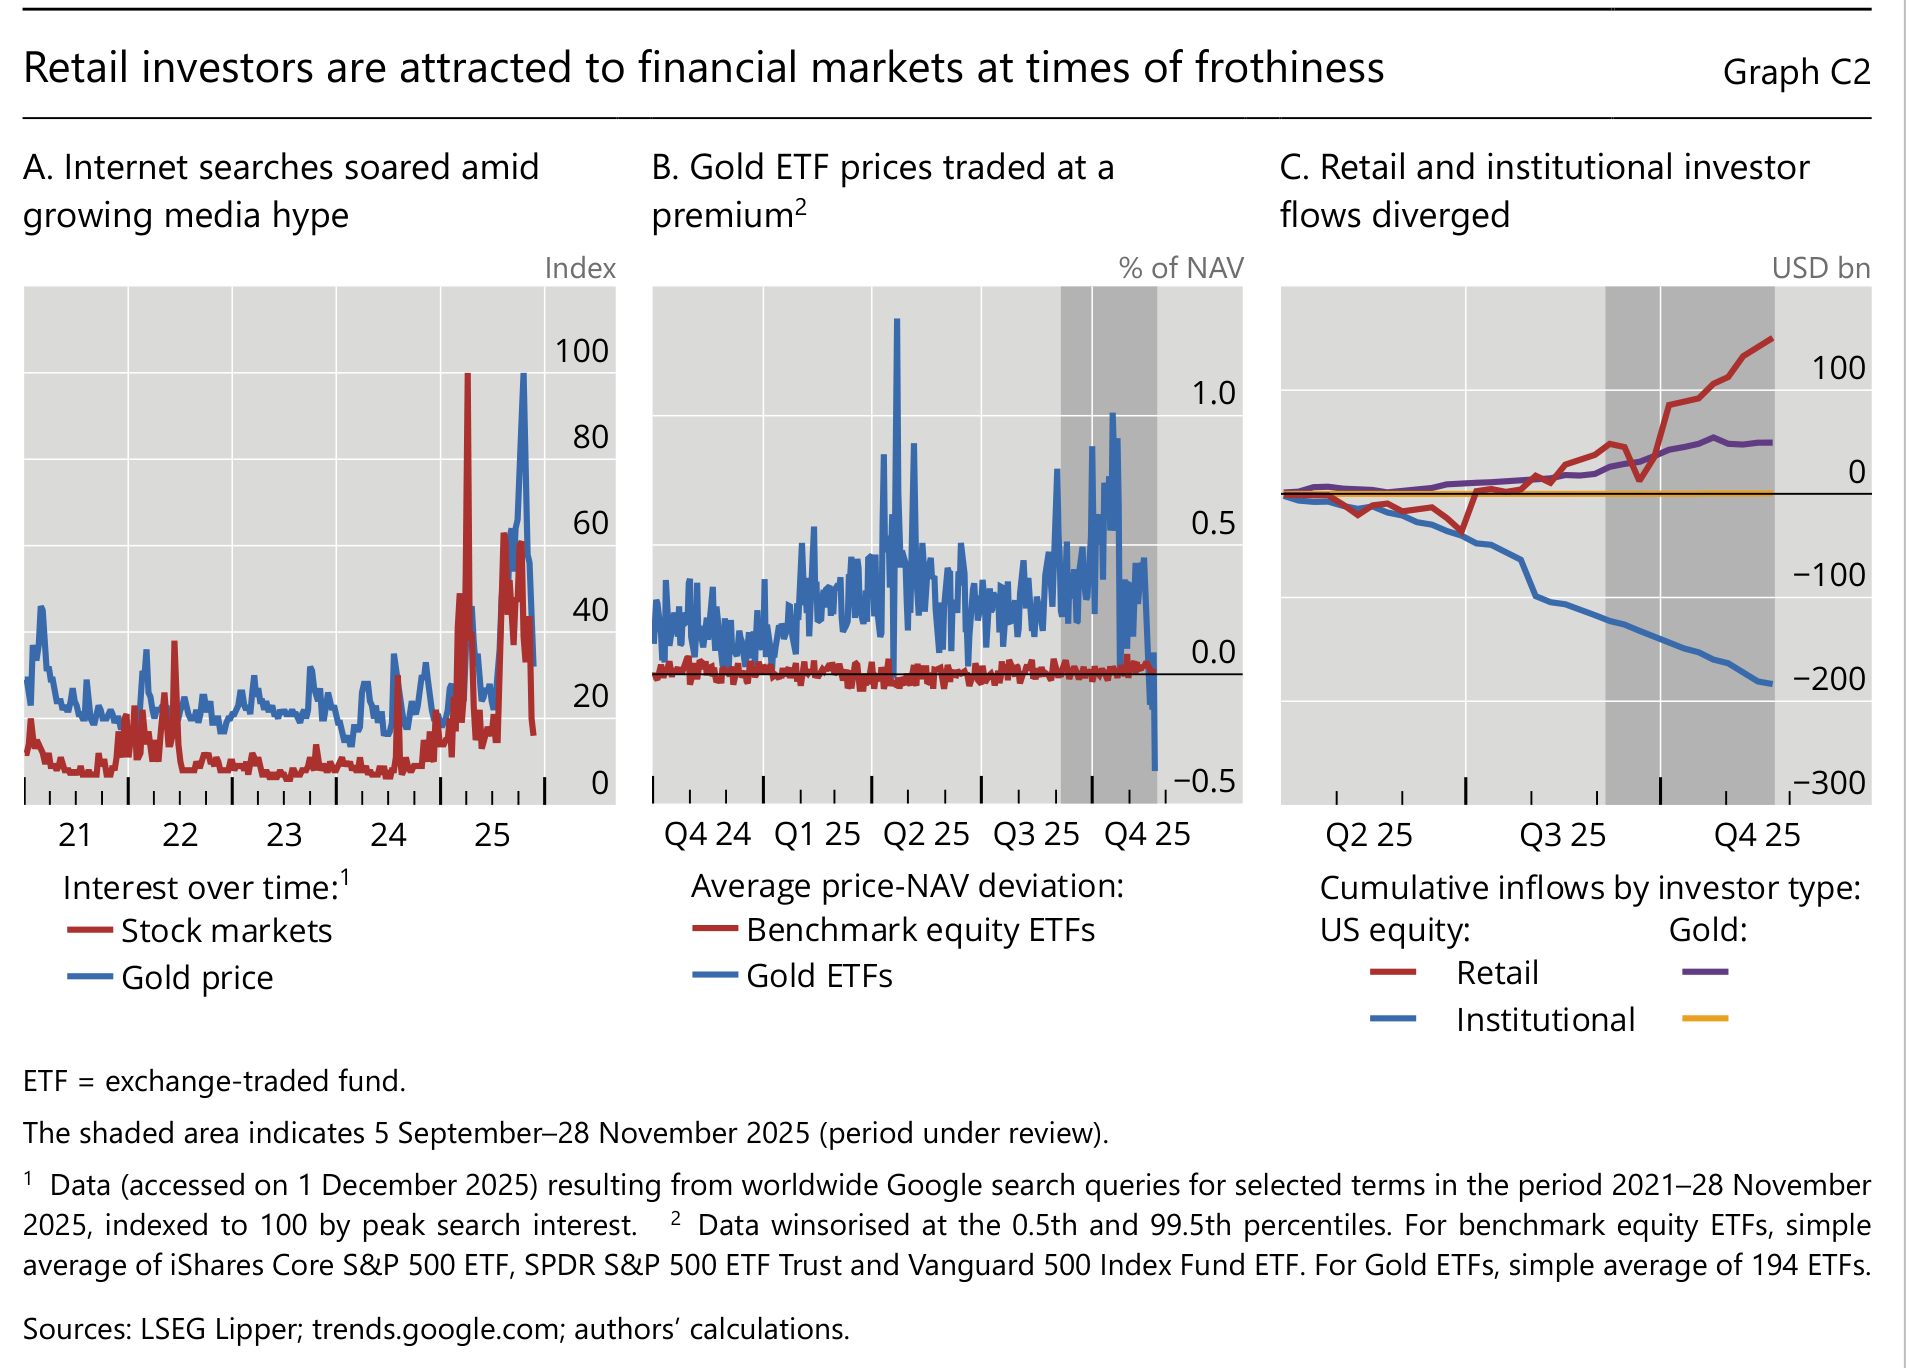 Retail investors are attracted to financial markets at times of frothiness
Graph C2
A. Internet searches soared amid
growing media hype
Index
100
80
60
40
20
0
21 22 23 24 25
Interest over time:¹
Stock markets
Gold price
B. Gold ETF prices traded at a
premium²
% of NAV
1.0
0.5
0.0
−0.5
Q4 24 Q1 25 Q2 25 Q3 25 Q4 25
Average price-NAV deviation:
Benchmark equity ETFs
Gold ETFs
C. Retail and institutional investor
flows diverged
USD bn
100
0
−100
−200
−300
Q2 25 Q3 25 Q4 25
Cumulative inflows by investor type:
US equity: Gold:
Retail
Institutional
ETF = exchange-traded fund.
The shaded area indicates 5 September–28 November 2025 (period under review).
¹ Data (accessed on 1 December 2025) resulting from worldwide Google search queries for selected terms in the period 2021–28 November
2025, indexed to 100 by peak search interest. ² Data winsorised at the 0.5th and 99.5th percentiles. For benchmark equity ETFs, simple
average of iShares Core S&P 500 ETF, SPDR S&P 500 ETF Trust and Vanguard 500 Index Fund ETF. For Gold ETFs, simple average of 194 ETFs.
Sources: LSEG Lipper; trends.google.com; authors’ calculations.